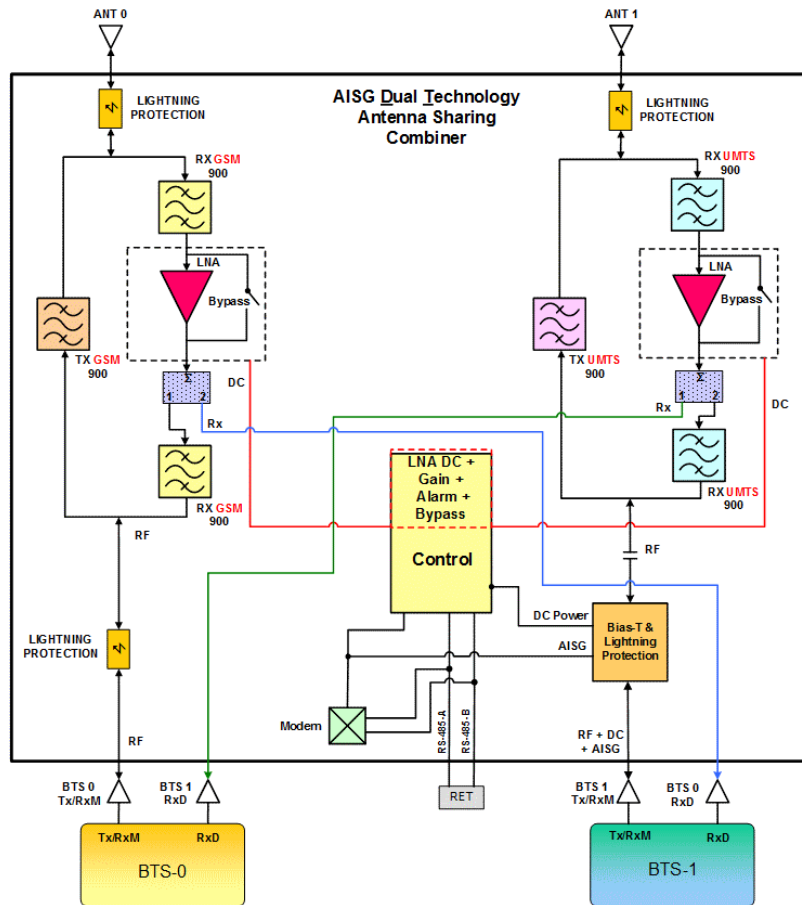 ANT 0
ANT 1
AISG Dual Technology
Antenna Sharing
Combiner
LIGHTNING
PROTECTION
LIGHTNING
PROTECTION
RX GSM
900
RX UMTS
900
LNA
Bypass
LNA
Bypass
TX GSM
900
TX UMTS
900
DC
DC
Σ
1 2
Σ
1 2
Rx
Rx
RX GSM
900
RX UMTS
900
LNA DC +
Gain +
Alarm +
Bypass
Control
RF
RF
LIGHTNING
PROTECTION
DC Power
AISG
Bias-T &
Lightning
Protection
Modem
RS-485-A
RS-485-B
RF
RF + DC
+ AISG
BTS 0
Tx/RxM
BTS 1
RxD
RET
BTS 1
Tx/RxM
BTS 0
RxD
Tx/RxM
RxD
BTS-0
Tx/RxM
RxD
BTS-1